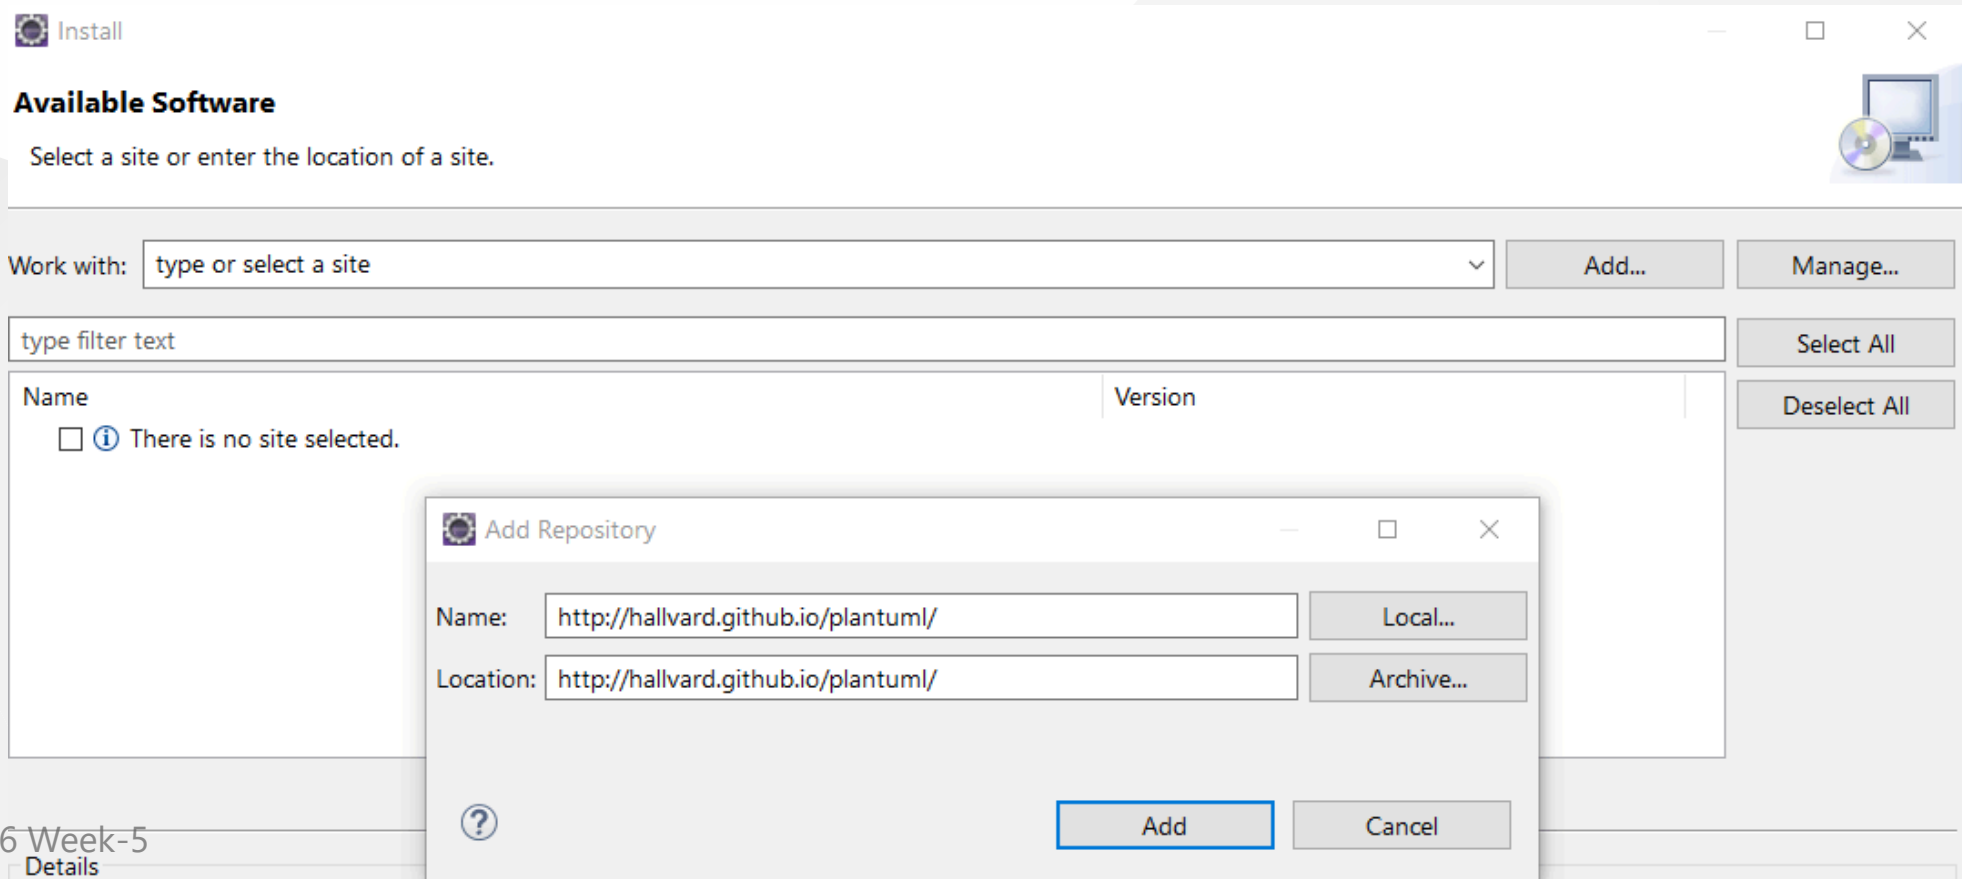 Install
Available Software
Select a site or enter the location of a site.
Work with: type or select a site Add... Manage...
type filter text Select All
Name Version
Deselect All
There is no site selected.
Add Repository
Name: http://hallvard.github.io/plantuml/ Local...
Location: http://hallvard.github.io/plantuml/ Archive...
Add Cancel
6 Week-5
Details